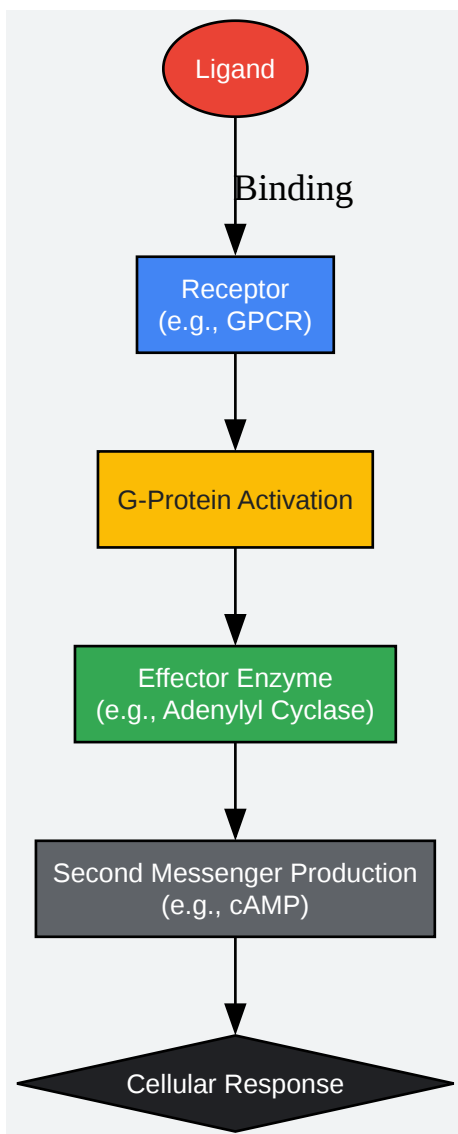 Ligand
Binding
Receptor
(e.g., GPCR)
G-Protein Activation
Effector Enzyme
(e.g., Adenylyl Cyclase)
Second Messenger Production
(e.g., cAMP)
Cellular Response